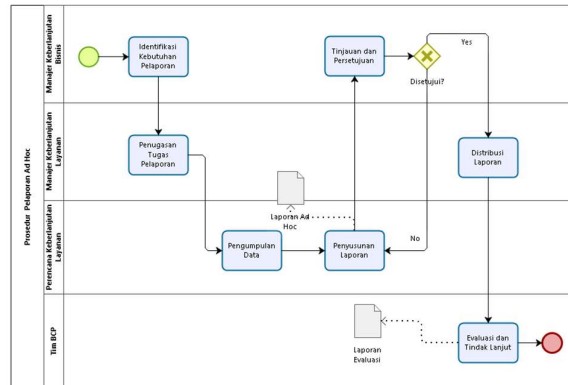 Prosedur Pelaporan Ad Hoc
Manajer Keberlanjutan
Bisnis
Identifikasi
Kebutuhan
Pelaporan
Tinjauan dan
Persetujuan
Yes
Disetujui?
Manajer Keberlanjutan
Layanan
Penugasan
Tugas
Pelaporan
Distribusi
Laporan
Laporan Ad
Hoc
Perencana Keberlanjutan
Layanan
Pengumpulan
Data
Penyusunan
Laporan
No
Tim BCP
Laporan
Evaluasi
Evaluasi dan
Tindak Lanjut